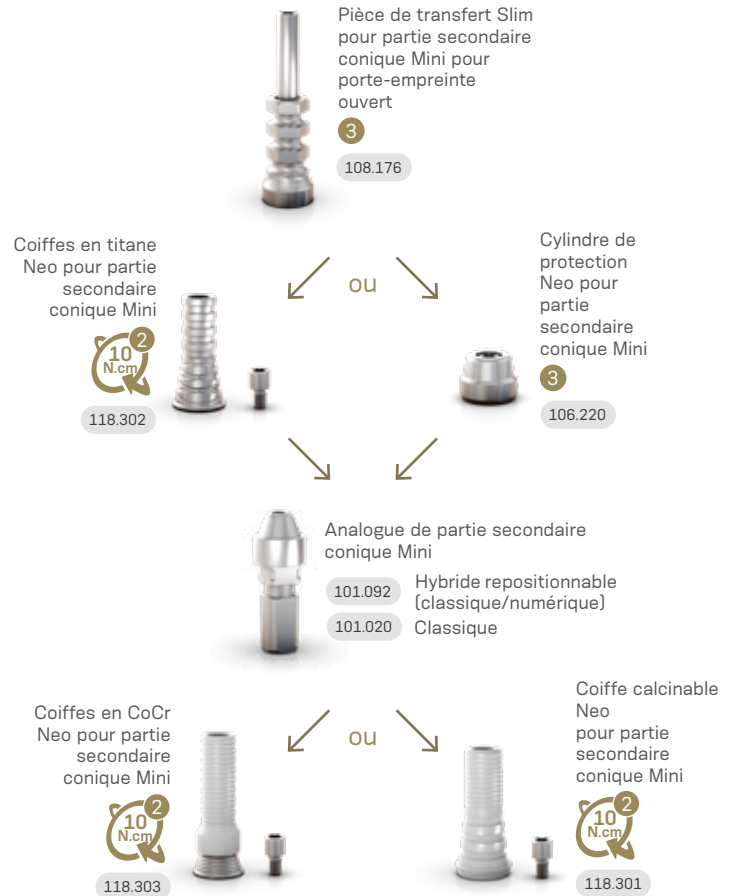 Pièce de transfert Slim
pour partie secondaire
conique Mini pour
porte-empreinte
ouvert
3
108.176
Coiffes en titane
Neo pour partie
secondaire
conique Mini
2
10
N.cm
118.302
ou
Cylindre de
protection
Neo pour
partie
secondaire
conique Mini
3
106.220
Analogue de partie secondaire
conique Mini
101.092 Hybride repositionnable
(classique/numérique)
101.020 Classique
Coiffes en CoCr
Neo pour partie
secondaire
conique Mini
2
10
N.cm
118.303
ou
Coiffe calcinable
Neo
pour partie
secondaire
conique Mini
2
10
N.cm
118.301